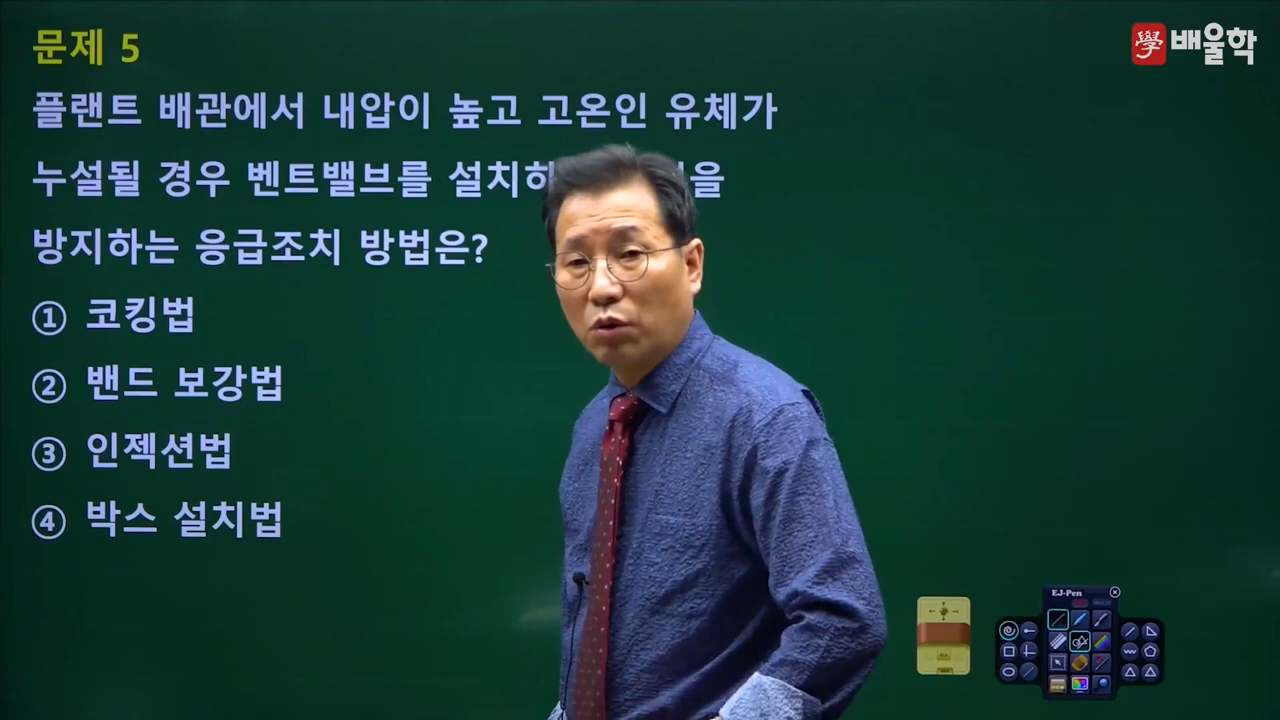 문제 5
學 배울학
플랜트 배관에서 내압이 높고 고온인 유체가
누설될 경우 벤트밸브를 설치하 을
방지하는 응급조치 방법은?
① 코킹법
② 밴드 보강법
③ 인젝션법
④ 박스 설치법
EJ-Pen